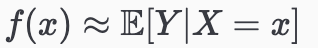 f(x) ≈ 𝔼[Y|X = x]